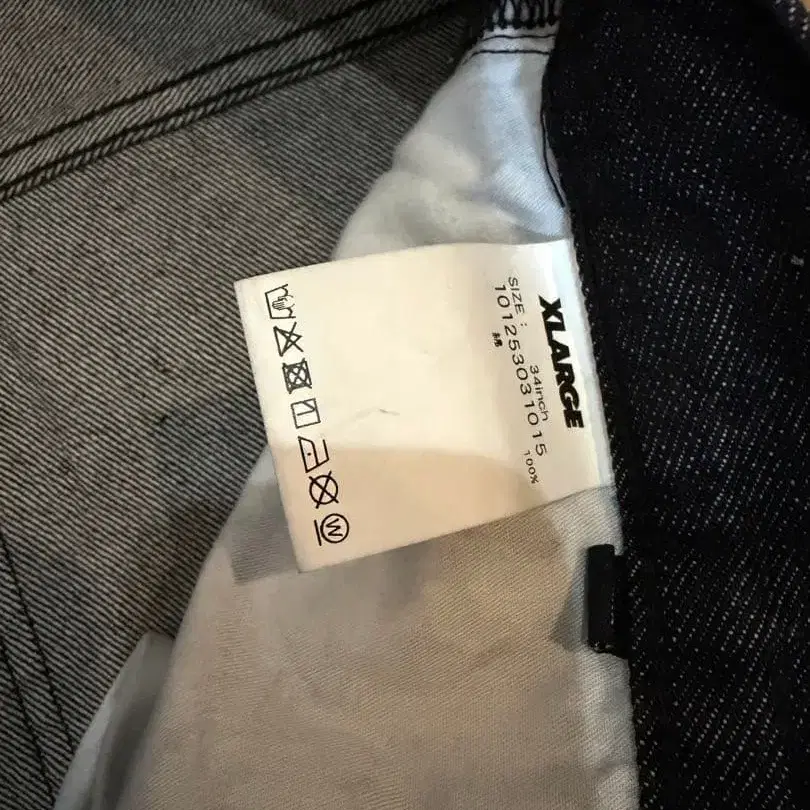 XLARGE
SIZE : 34inch
101253031015
綿 100%
W